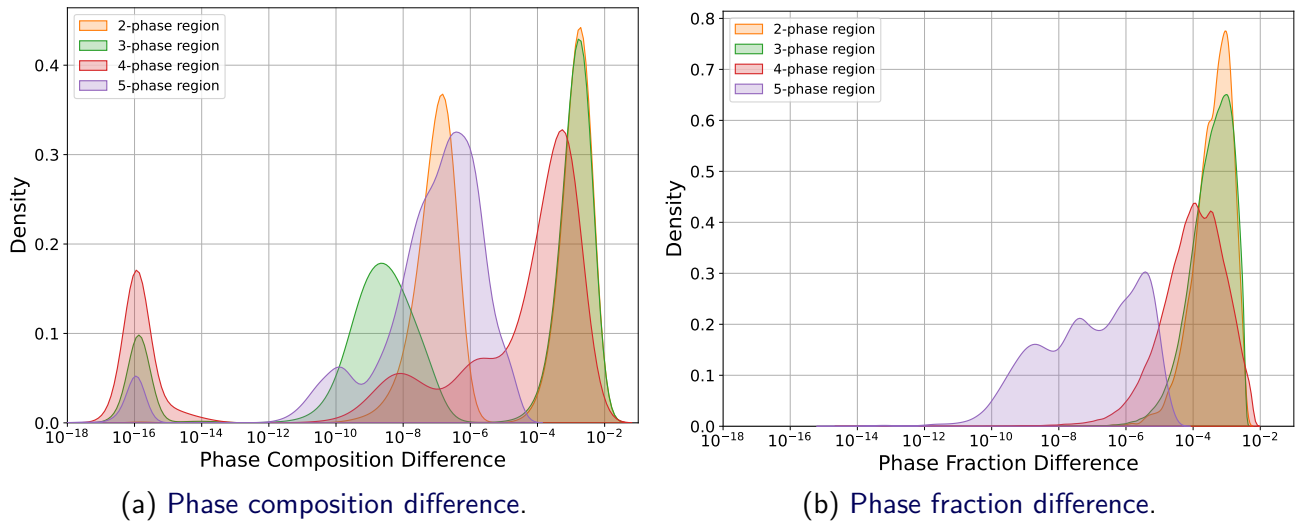 2-phase region
3-phase region
4-phase region
5-phase region
0.4
0.3
0.2
0.1
0.0
Density
10⁻¹⁸ 10⁻¹⁶ 10⁻¹⁴ 10⁻¹² 10⁻¹⁰ 10⁻⁸ 10⁻⁶ 10⁻⁴ 10⁻²
Phase Composition Difference
(a) Phase composition difference.
2-phase region
3-phase region
4-phase region
5-phase region
0.8
0.7
0.6
0.5
0.4
0.3
0.2
0.1
0.0
Density
10⁻¹⁸ 10⁻¹⁶ 10⁻¹⁴ 10⁻¹² 10⁻¹⁰ 10⁻⁸ 10⁻⁶ 10⁻⁴ 10⁻²
Phase Fraction Difference
(b) Phase fraction difference.